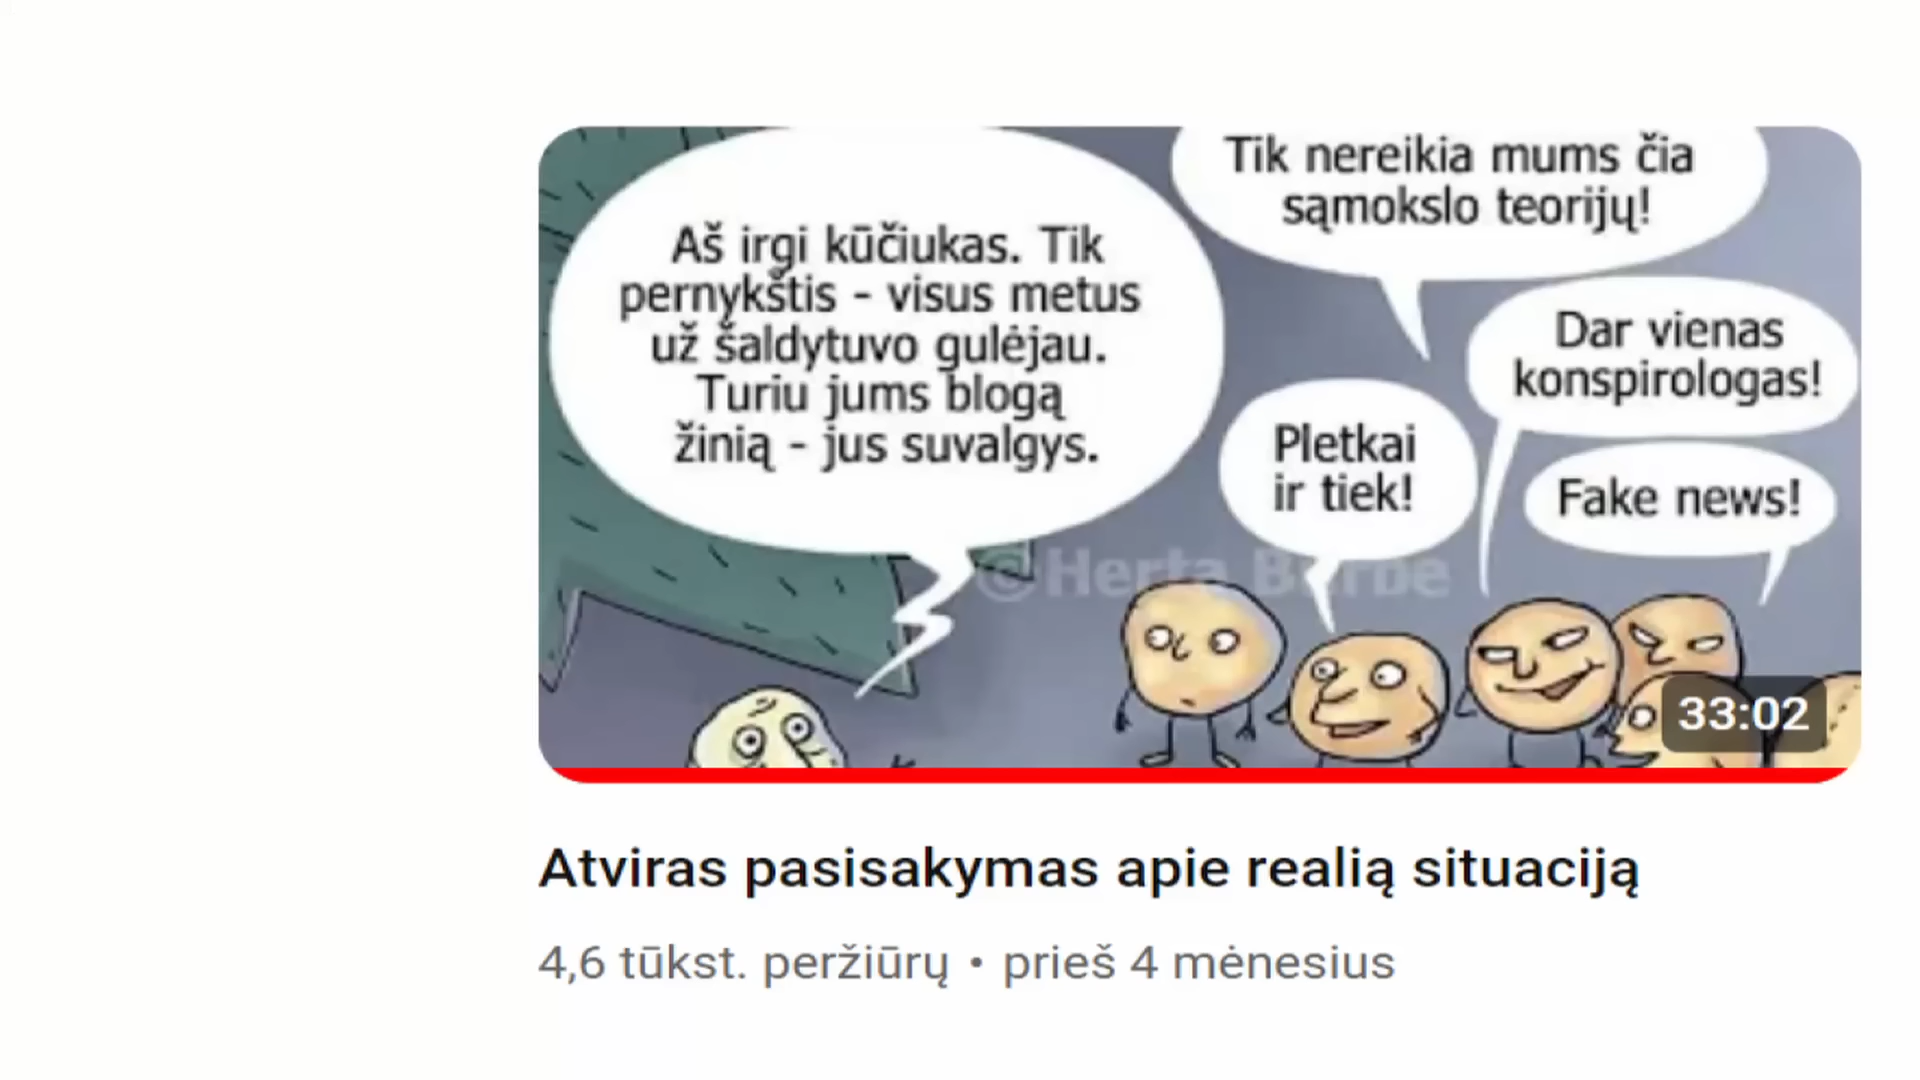 Tik nereikia mums čia
sąmokslo teorijų!
Aš irgi kūčiukas. Tik
pernykštis - visus metus
už šaldytuvo gulėjau.
Turiu jums blogą
žinią - jus suvalgys.
Dar vienas
konspirologas!
Pletkai
ir tiek!
Fake news!
©Herta Burbe
33:02
Atviras pasisakymas apie realią situaciją
4,6 tūkst. peržiūrų • prieš 4 mėnesius